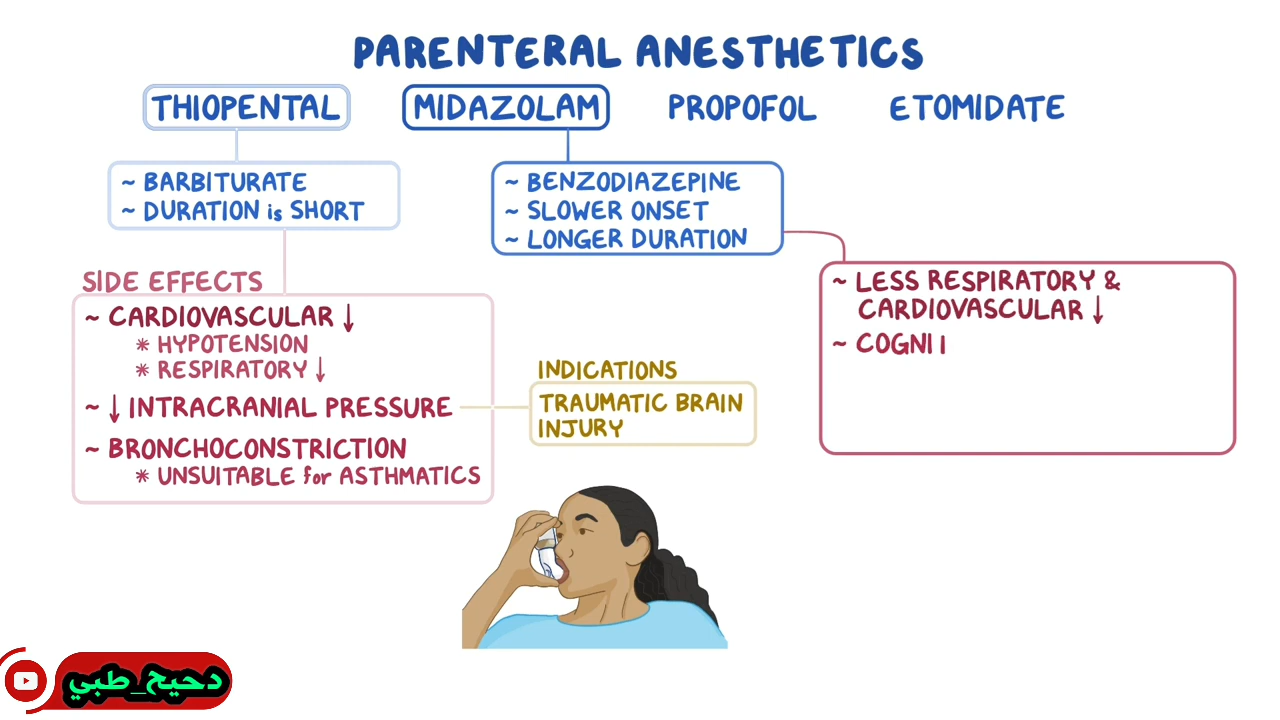 PARENTERAL ANESTHETICS
THIOPENTAL
MIDAZOLAM
PROPOFOL
ETOMIDATE
~ BARBITURATE
~ DURATION is SHORT
~ BENZODIAZEPINE
~ SLOWER ONSET
~ LONGER DURATION
SIDE EFFECTS
~ CARDIOVASCULAR ↓
* HYPOTENSION
* RESPIRATORY ↓
~ ↓ INTRACRANIAL PRESSURE
~ BRONCHOCONSTRICTION
* UNSUITABLE for ASTHMATICS
INDICATIONS
TRAUMATIC BRAIN
INJURY
~ LESS RESPIRATORY &
CARDIOVASCULAR ↓
~ COGNI
دحيح_طبي